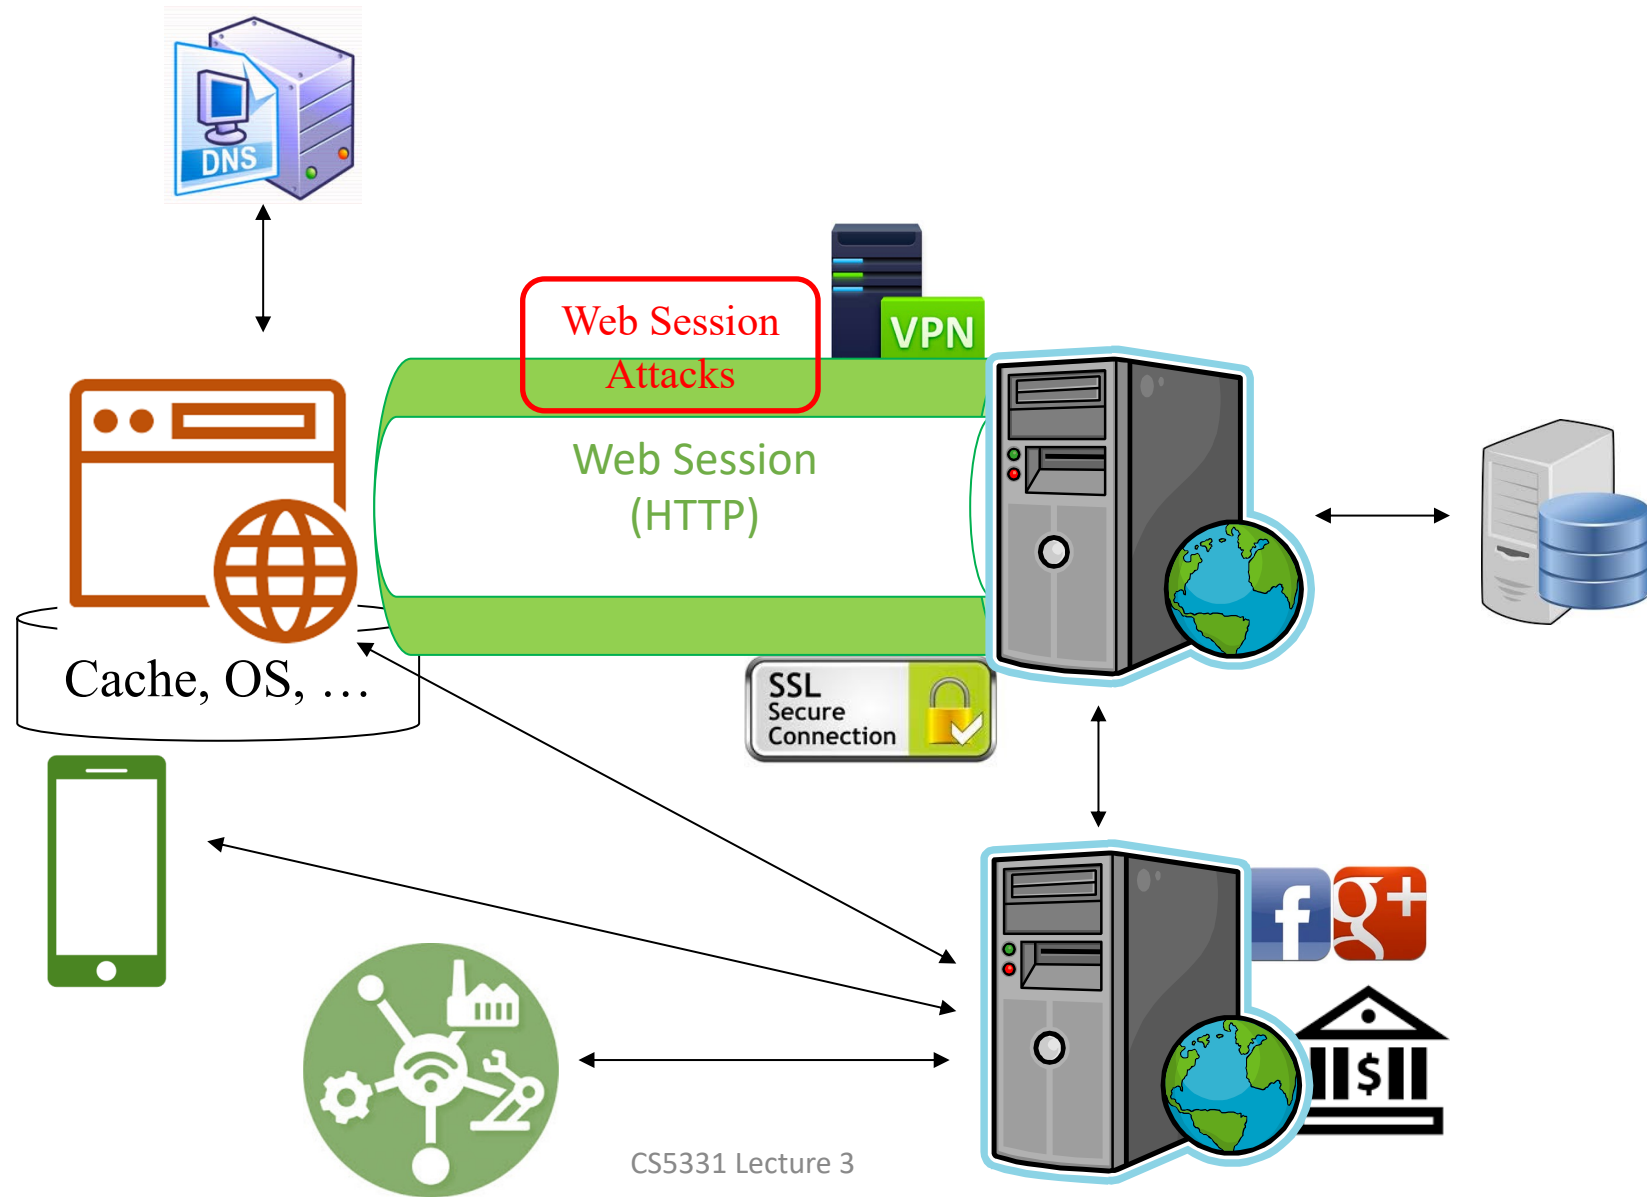 DNS
Web Session
Attacks
VPN
Web Session
(HTTP)
Cache, OS, …
SSL
Secure
Connection
f
g+
$
CS5331 Lecture 3